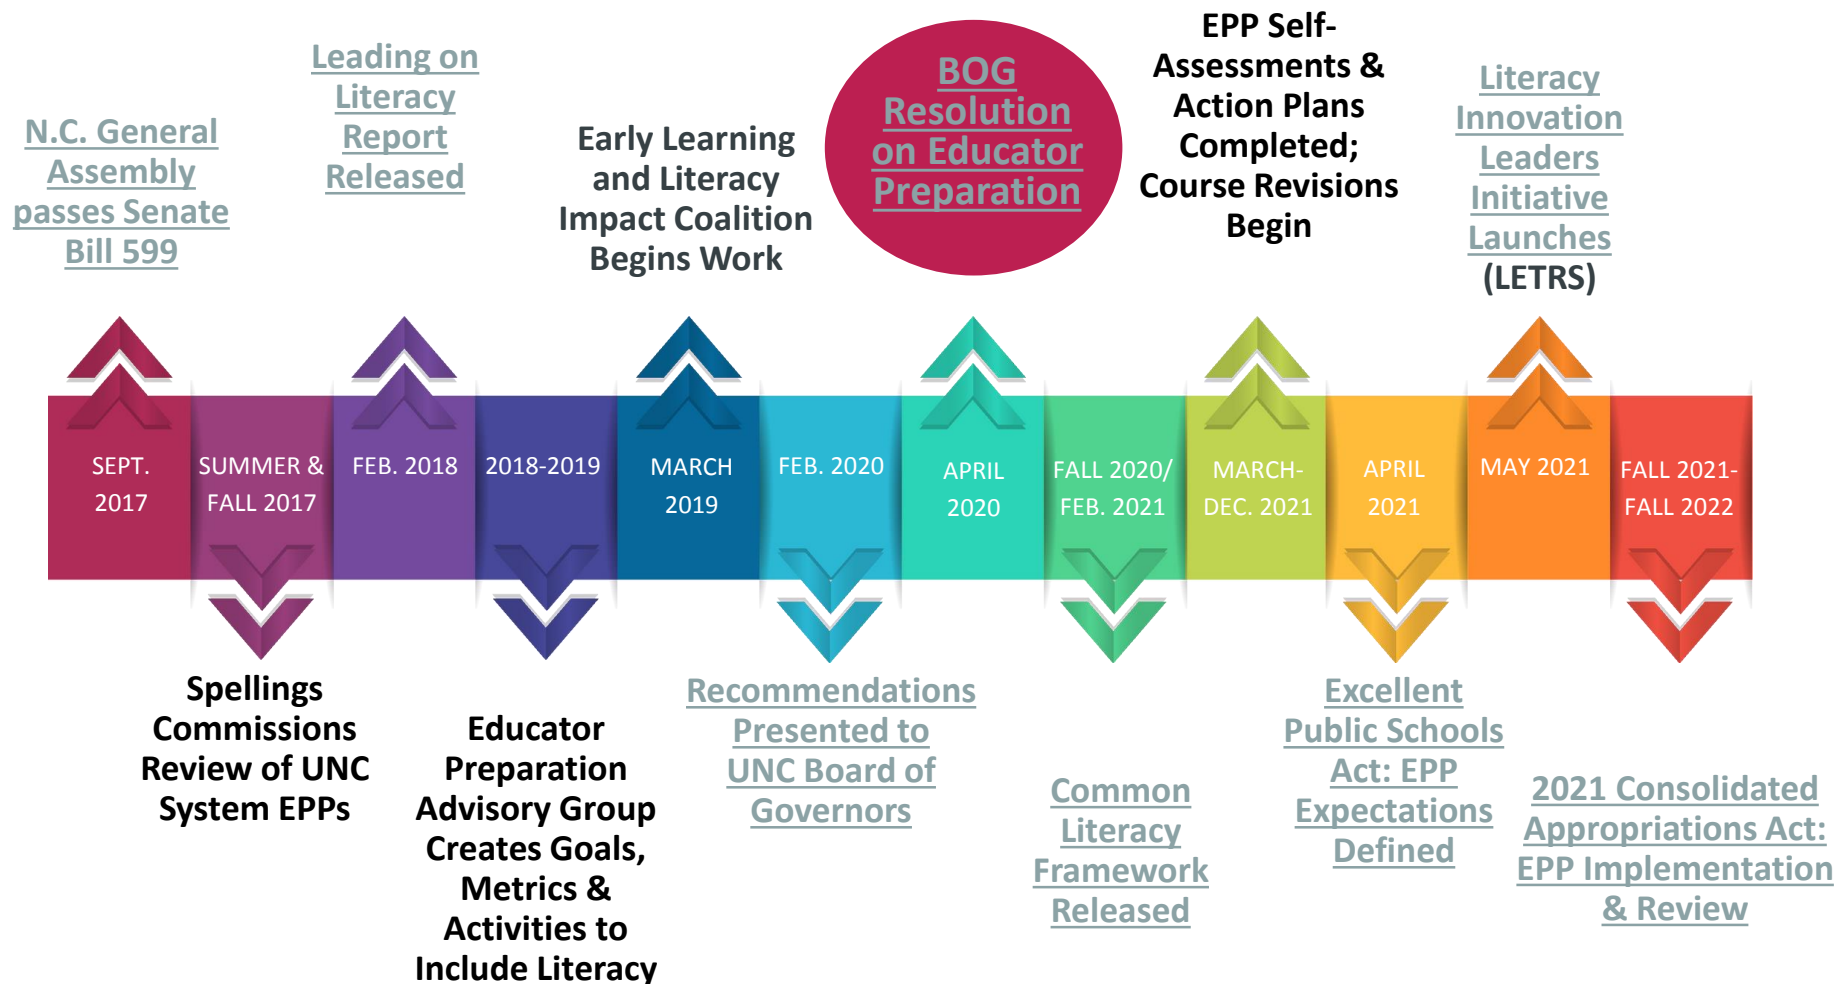 N.C. General
Assembly
passes Senate
Bill 599
Leading on
Literacy
Report
Released
Early Learning
and Literacy
Impact Coalition
Begins Work
BOG
Resolution
on Educator
Preparation
EPP Self-
Assessments &
Action Plans
Completed;
Course Revisions
Begin
Literacy
Innovation
Leaders
Initiative
Launches
(LETRS)
SEPT.
2017
SUMMER &
FALL 2017
FEB. 2018
2018-2019
MARCH
2019
FEB. 2020
APRIL
2020
FALL 2020/
FEB. 2021
MARCH-
DEC. 2021
APRIL
2021
MAY 2021
FALL 2021-
FALL 2022
Spellings
Commissions
Review of UNC
System EPPs
Educator
Preparation
Advisory Group
Creates Goals,
Metrics &
Activities to
Include Literacy
Recommendations
Presented to
UNC Board of
Governors
Common
Literacy
Framework
Released
Excellent
Public Schools
Act: EPP
Expectations
Defined
2021 Consolidated
Appropriations Act:
EPP Implementation
& Review